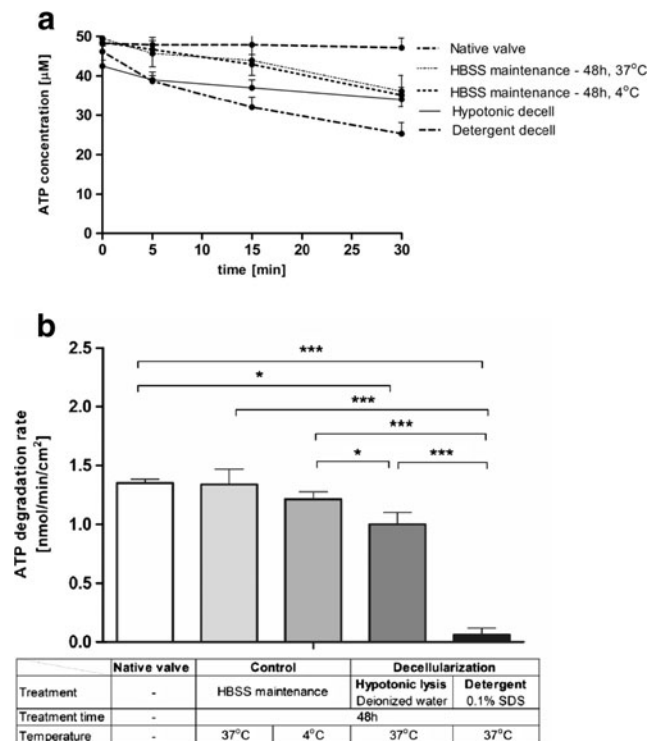 a
50
40
30
20
10
0
ATP concentration [μM]
0 5 10 15 20 25 30
time [min]
Native valve
HBSS maintenance - 48h, 37°C
HBSS maintenance - 48h, 4°C
Hypotonic decell
Detergent decell
b
2.5
2.0
1.5
1.0
0.5
0.0
ATP degradation rate
[nmol/min/cm²]
***
*
***
***
* ***
Native valve Control Decellularization
Treatment - HBSS maintenance Hypotonic lysis Detergent
Deionized water 0.1% SDS
Treatment time - 48h
Temperature - 37°C 4°C 37°C 37°C